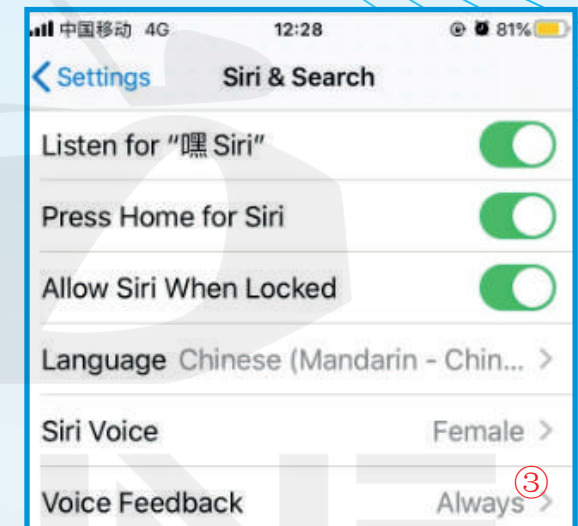 中国移动 4G 12:28 81%
Settings Siri & Search
Listen for “嘿 Siri”
Press Home for Siri
Allow Siri When Locked
Language Chinese (Mandarin - Chin... >
Siri Voice Female >
③
Voice Feedback Always >